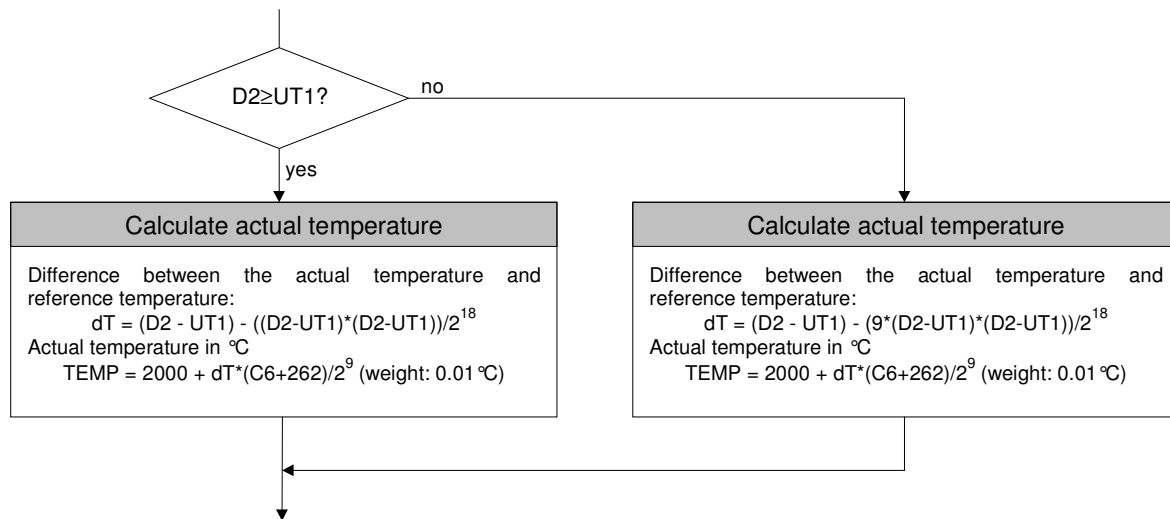 D2≥UT1?
no
yes
Calculate actual temperature
Difference between the actual temperature and
reference temperature:
dT = (D2 - UT1) - ((D2-UT1)*(D2-UT1))/2^18
Actual temperature in °C
TEMP = 2000 + dT*(C6+262)/2^9 (weight: 0.01°C)
Calculate actual temperature
Difference between the actual temperature and
reference temperature:
dT = (D2 - UT1) - (9*(D2-UT1)*(D2-UT1))/2^18
Actual temperature in °C
TEMP = 2000 + dT*(C6+262)/2^9 (weight: 0.01°C)